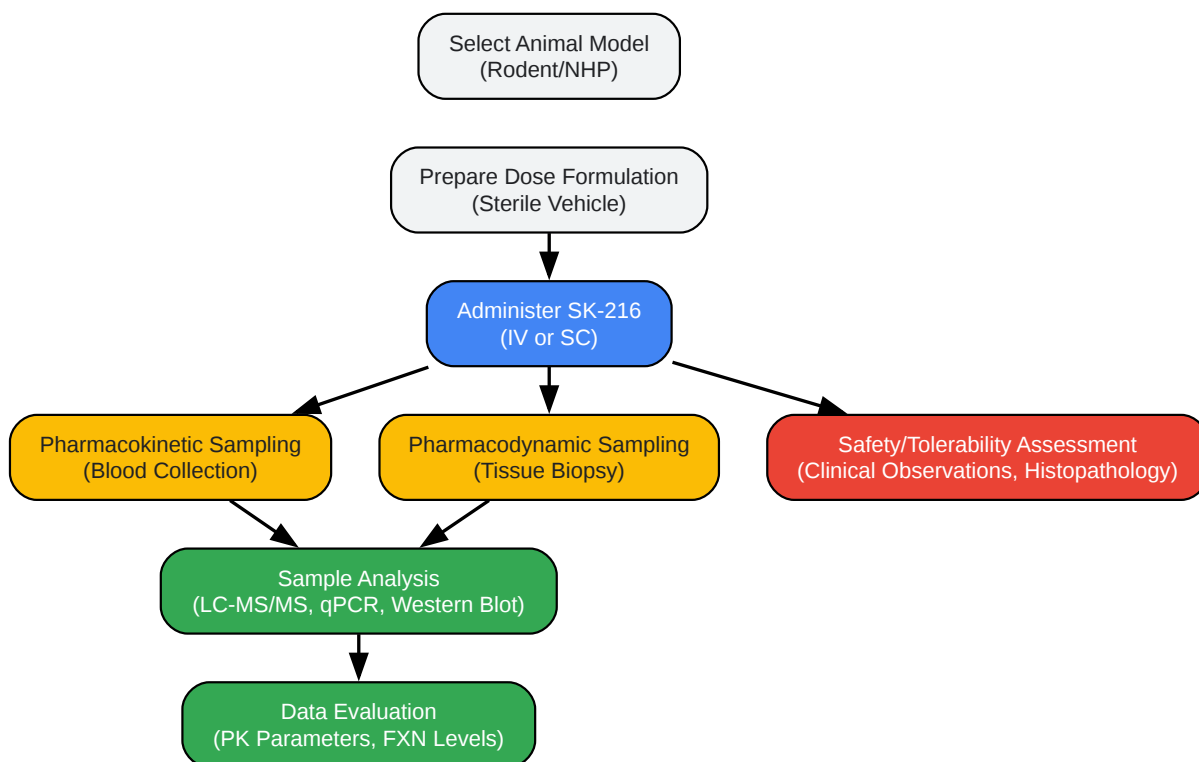 Select Animal Model
(Rodent/NHP)
Prepare Dose Formulation
(Sterile Vehicle)
Administer SK-216
(IV or SC)
Pharmacokinetic Sampling
(Blood Collection)
Pharmacodynamic Sampling
(Tissue Biopsy)
Safety/Tolerability Assessment
(Clinical Observations, Histopathology)
Sample Analysis
(LC-MS/MS, qPCR, Western Blot)
Data Evaluation
(PK Parameters, FXN Levels)